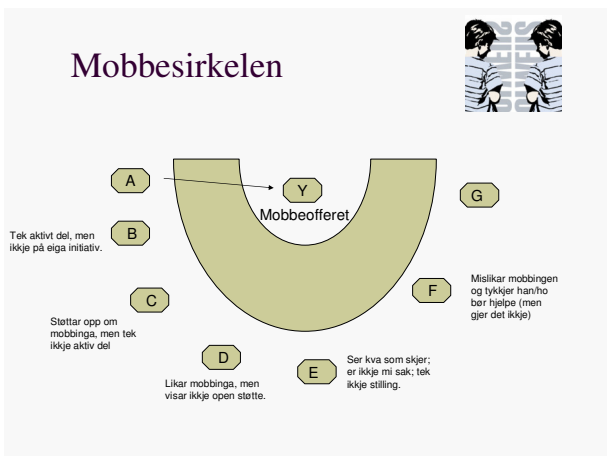 Mobbesirkelen
A
Y
Mobbeofferet
G
B
Tek aktivt del, men
ikkje på eiga initiativ.
C
Støttar opp om
mobbinga, men tek
ikkje aktiv del
D
Likar mobbinga, men
visar ikkje open støtte.
E
Ser kva som skjer;
er ikkje mi sak; tek
ikkje stilling.
F
Mislikar mobbingen
og tykkjer han/ho
bør hjelpe (men
gjer det ikkje)